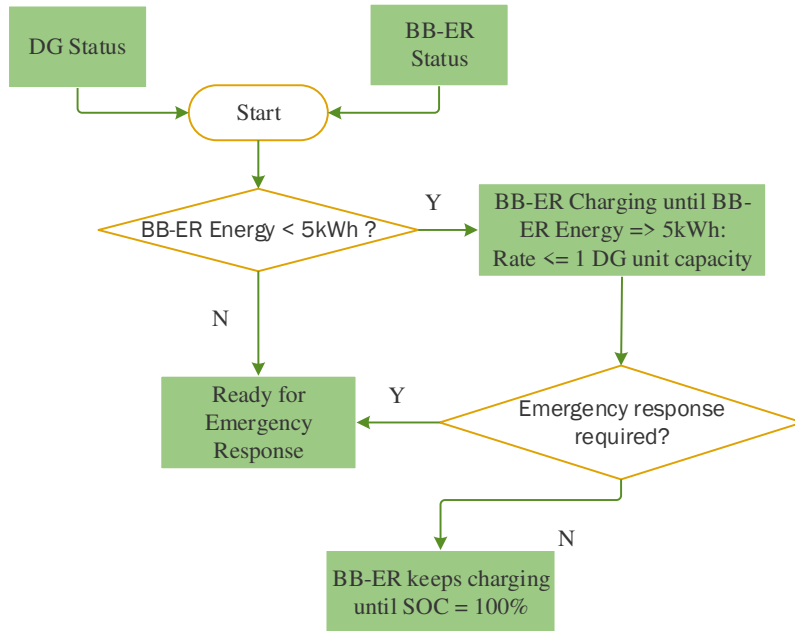 DG Status
BB-ER
Status
Start
BB-ER Energy < 5kWh ?
Y
BB-ER Charging until BB-
ER Energy => 5kWh:
Rate <= 1 DG unit capacity
N
Ready for
Emergency
Response
Y
Emergency response
required?
N
BB-ER keeps charging
until SOC = 100%